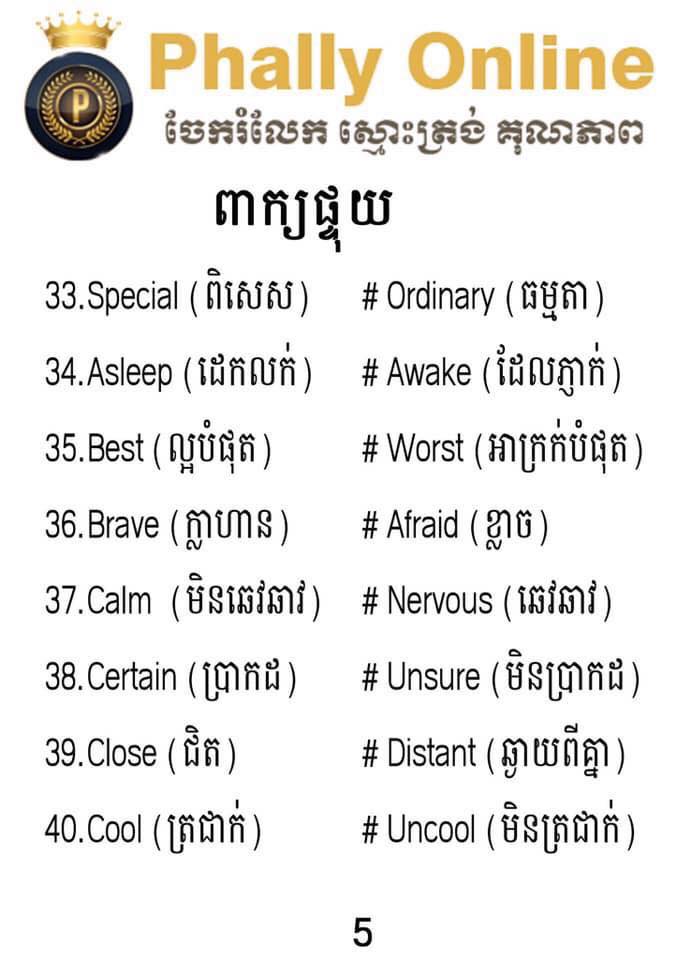 P
Phally Online
ចែករំលែក ស្មោះត្រង់ គុណភាព
ពាក្យផ្ទុយ
33.Special (ពិសេស) # Ordinary (ធម្មតា)
34.Asleep (ដេកលក់) # Awake (ដែលភ្ញាក់)
35.Best (ល្អបំផុត) # Worst (អាក្រក់បំផុត)
36.Brave (ក្លាហាន) # Afraid (ខ្លាច)
37.Calm (មិនឆេវឆាវ) # Nervous (ឆេវឆាវ)
38.Certain (ប្រាកដ) # Unsure (មិនប្រាកដ)
39.Close (ជិត) # Distant (ឆ្ងាយពីគ្នា)
40.Cool (ត្រជាក់) # Uncool (មិនត្រជាក់)
5